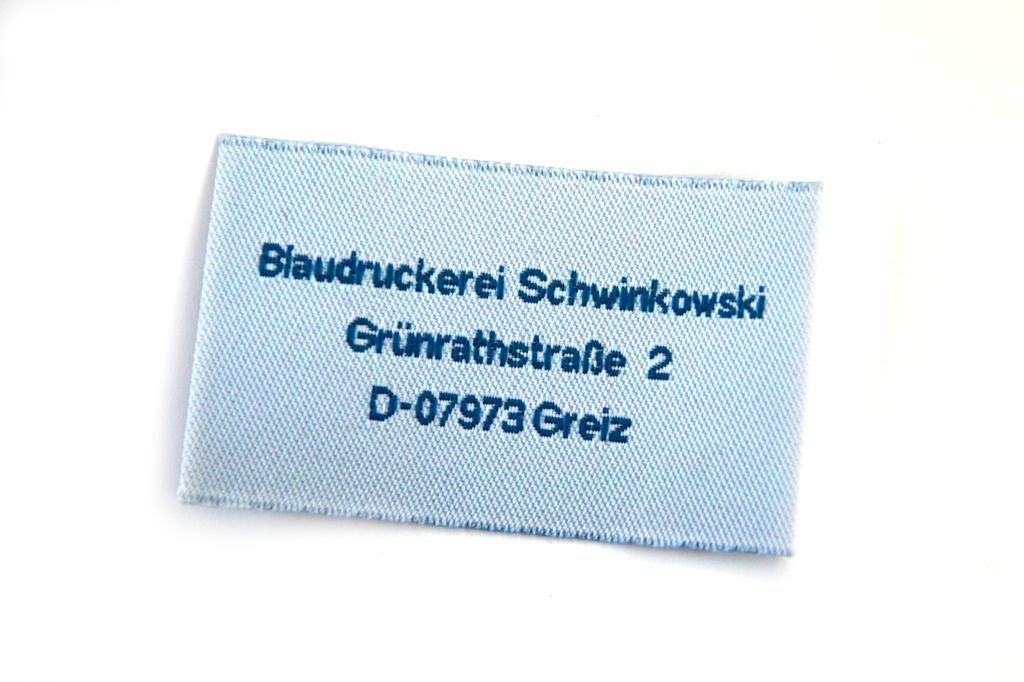 Blaudruckerei Schwinkowski
Grünrathstraße 2
D-07973 Greiz